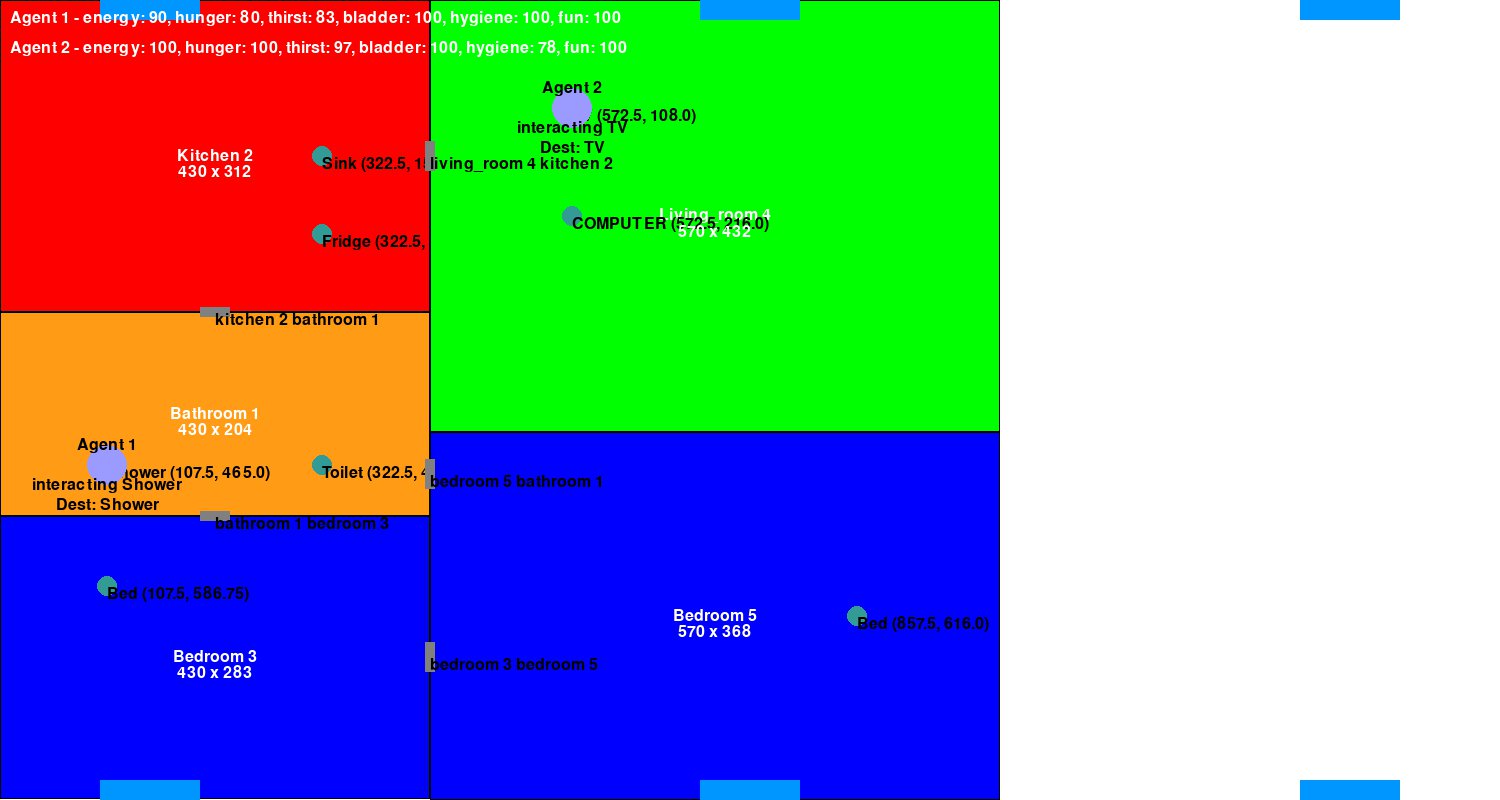 Agent 1 - energy: 90, hunger: 80, thirst: 83, bladder: 100, hygiene: 100, fun: 100
Agent 2 - energy: 100, hunger: 100, thirst: 97, bladder: 100, hygiene: 78, fun: 100
Agent 2
(572.5, 108.0)
interacting TV
Dest: TV
Kitchen 2
430 x 312
Sink (322.5,
living_room 4 kitchen 2
Living_room 4
570 x 432
COMPUTER (572.5, 216.0)
Fridge (322.5,
kitchen 2 bathroom 1
Bathroom 1
430 x 204
Agent 1
(107.5, 465.0)
interacting Shower
Dest: Shower
Toilet (322.5,
bedroom 5 bathroom 1
bathroom 1 bedroom 3
Bed (107.5, 586.75)
Bedroom 5
570 x 368
Bed (857.5, 616.0)
Bedroom 3
430 x 283
bedroom 3 bedroom 5